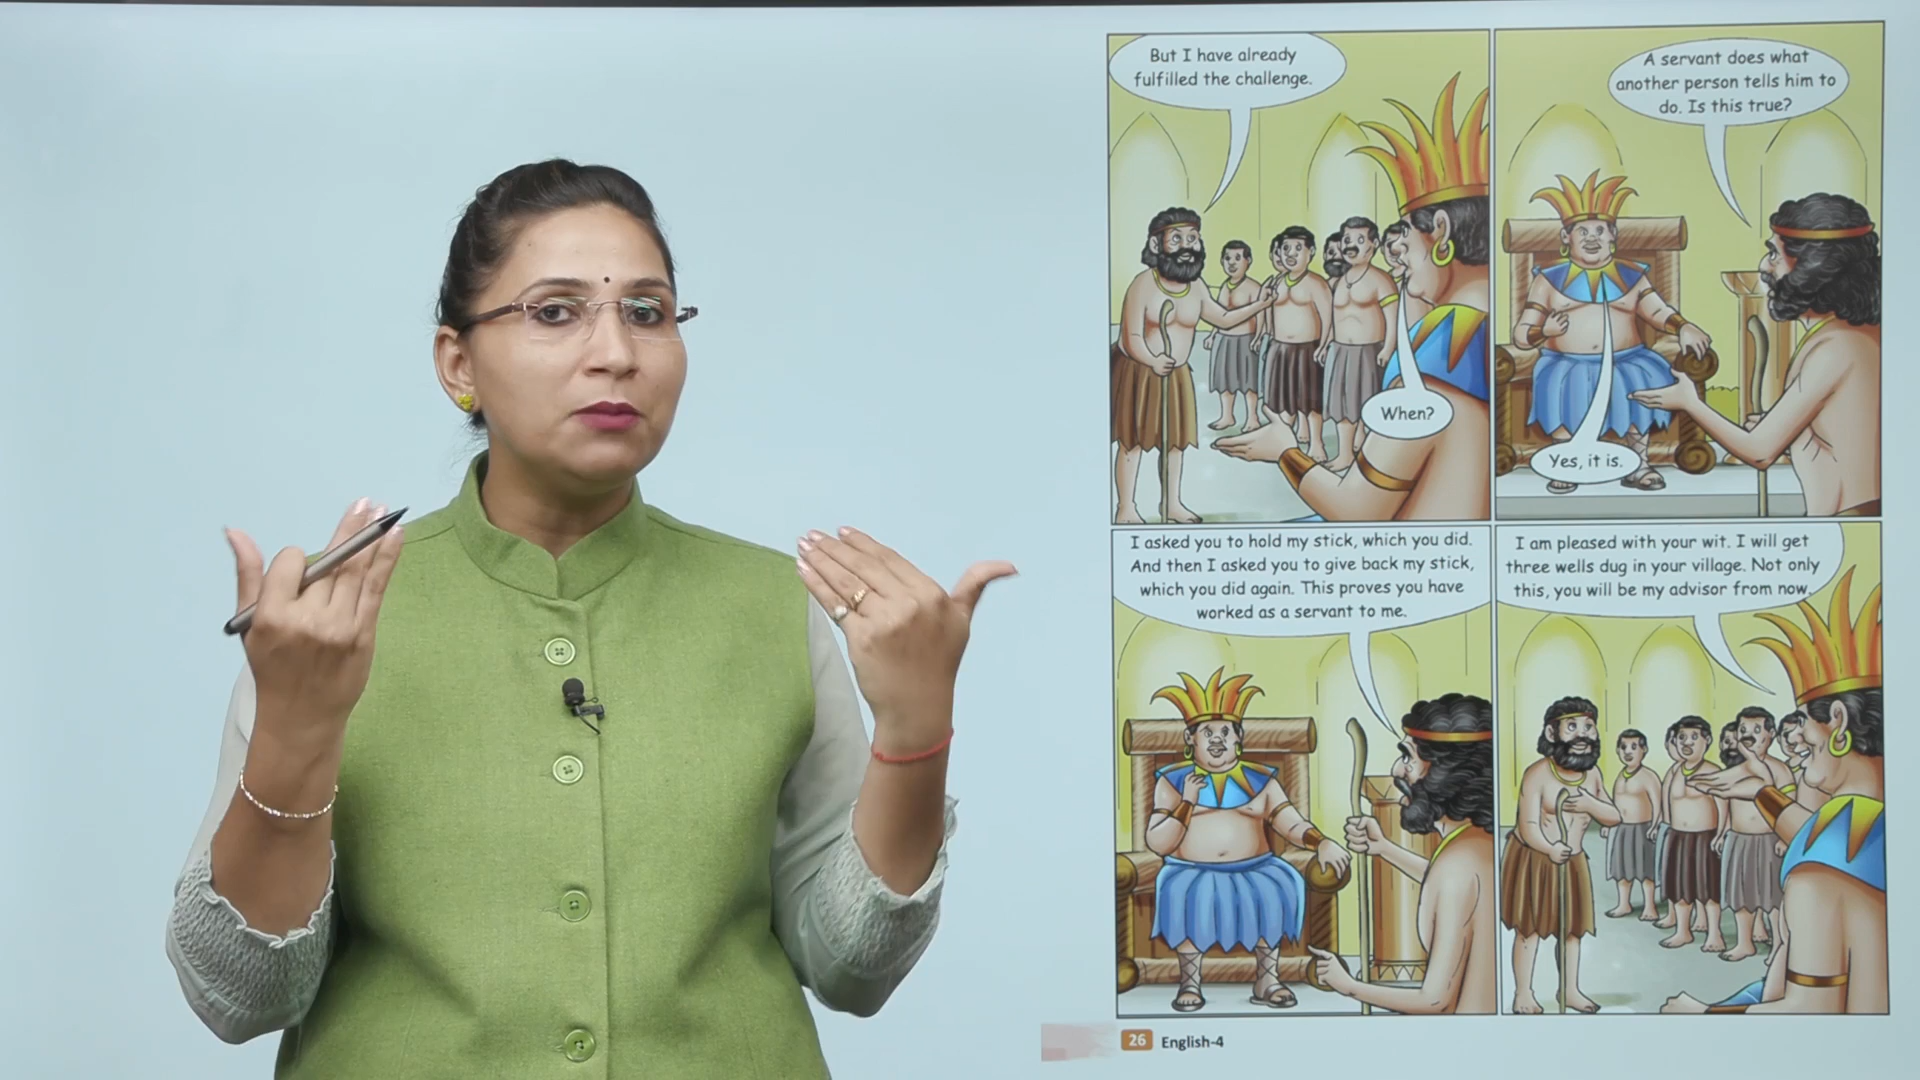 But I have already
fulfilled the challenge.
When?
A servant does what
another person tells him to
do. Is this true?
Yes, it is.
I asked you to hold my stick, which you did.
And then I asked you to give back my stick,
which you did again. This proves you have
worked as a servant to me.
I am pleased with your wit. I will get
three wells dug in your village. Not only
this, you will be my advisor from now.
26 English-4